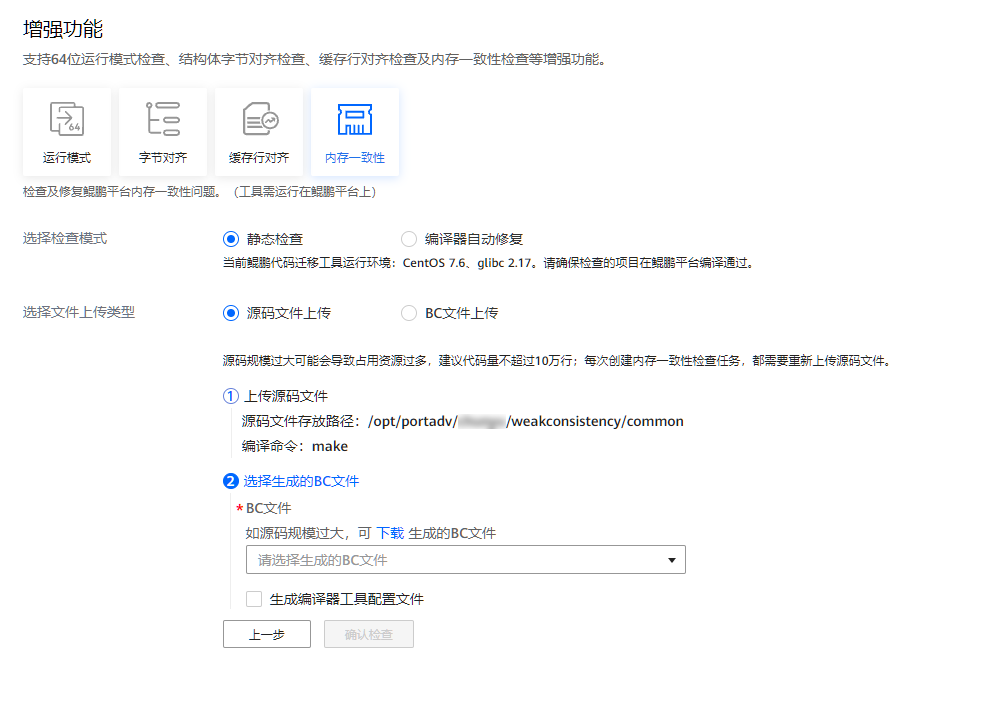 增强功能
支持64位运行模式检查、结构体字节对齐检查、缓存行对齐检查及内存一致性检查等增强功能。
64
运行模式 字节对齐 缓存行对齐 内存一致性
检查及修复鲲鹏平台内存一致性问题。（工具需运行在鲲鹏平台上）
选择检查模式 静态检查 编译器自动修复
当前鲲鹏代码迁移工具运行环境：CentOS 7.6、glibc 2.17。请确保检查的项目在鲲鹏平台编译通过。
选择文件上传类型 源码文件上传 BC文件上传
源码规模过大可能会导致占用资源过多，建议代码量不超过10万行；每次创建内存一致性检查任务，都需要重新上传源码文件。
1 上传源码文件
源码文件存放路径：/opt/portadv/ /weakconsistency/common
编译命令：make
2 选择生成的BC文件
*BC文件
如源码规模过大，可 下载 生成的BC文件
请选择生成的BC文件
生成编译器工具配置文件
上一步 确认检查